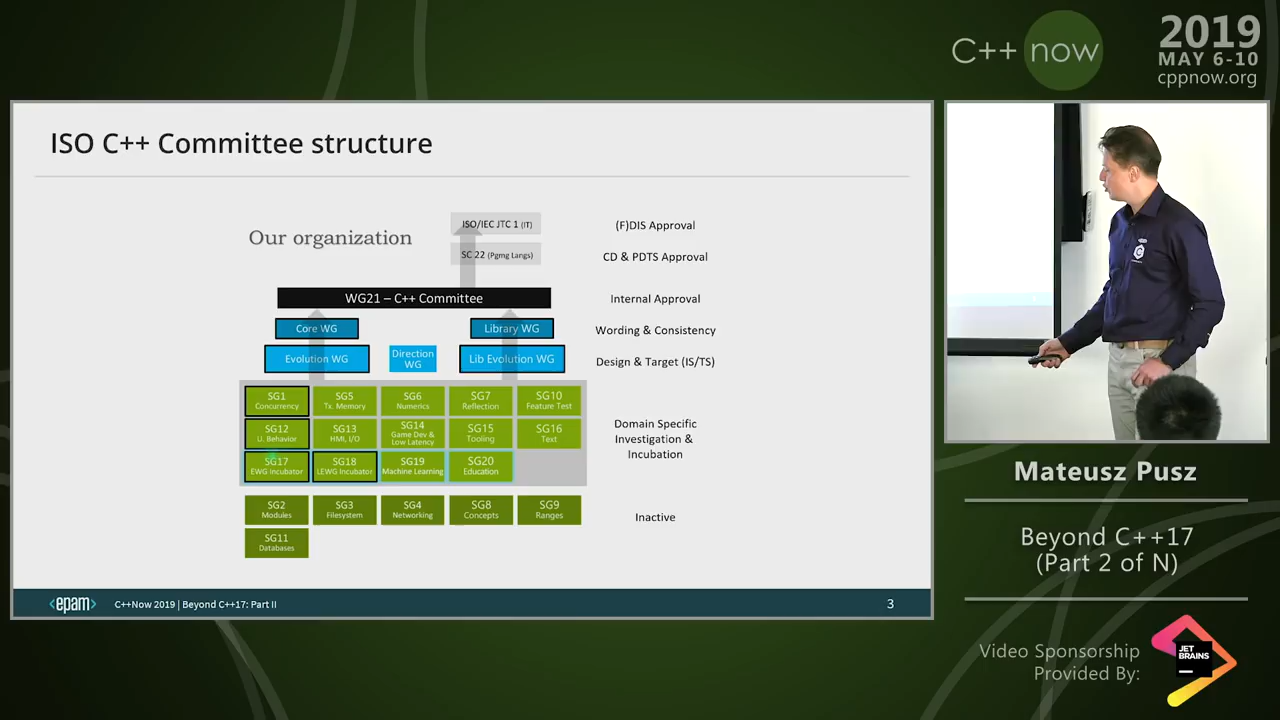 C++ now
2019
MAY 6-10
cppnow.org
ISO C++ Committee structure
Our organization
ISO/IEC JTC 1 (IT)
(F)DIS Approval
SC 22 (Pgmg Langs)
CD & PDTS Approval
WG21 – C++ Committee
Internal Approval
Core WG
Library WG
Wording & Consistency
Evolution WG
Direction
WG
Lib Evolution WG
Design & Target (IS/TS)
SG1
Concurrency
SG5
Tx. Memory
SG6
Numerics
SG7
Reflection
SG10
Feature Test
SG12
U. Behavior
SG13
HMI, I/O
SG14
Game Dev &
Low Latency
SG15
Tooling
SG16
Text
SG17
EWG Incubator
SG18
LEWG Incubator
SG19
Machine Learning
SG20
Education
Domain Specific
Investigation &
Incubation
SG2
Modules
SG3
Filesystem
SG4
Networking
SG8
Concepts
SG9
Ranges
Inactive
SG11
Databases
<epam>
C++Now 2019 | Beyond C++17: Part II
3
Mateusz Pusz
Beyond C++17
(Part 2 of N)
Video Sponsorship
Provided By:
JET
BRAINS